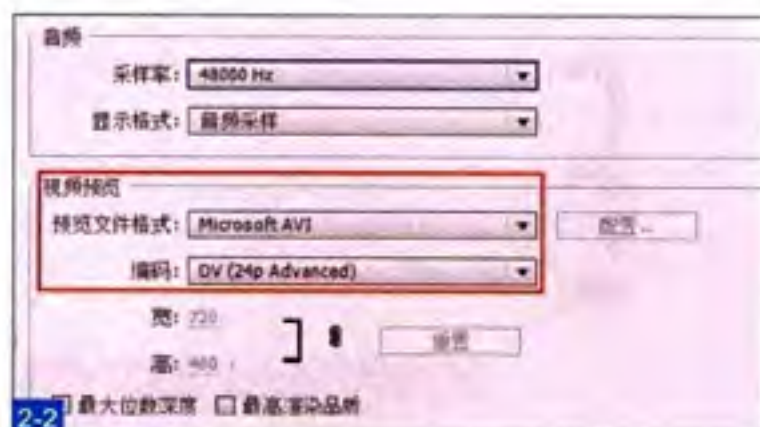 音频
采样率: 48000 Hz
显示格式: 音频采样
视频预览
预览文件格式: Microsoft AVI 配置...
编码: DV (24p Advanced)
宽: 720
高: 480 重置
最大位数深度 最高渲染品质
2-2